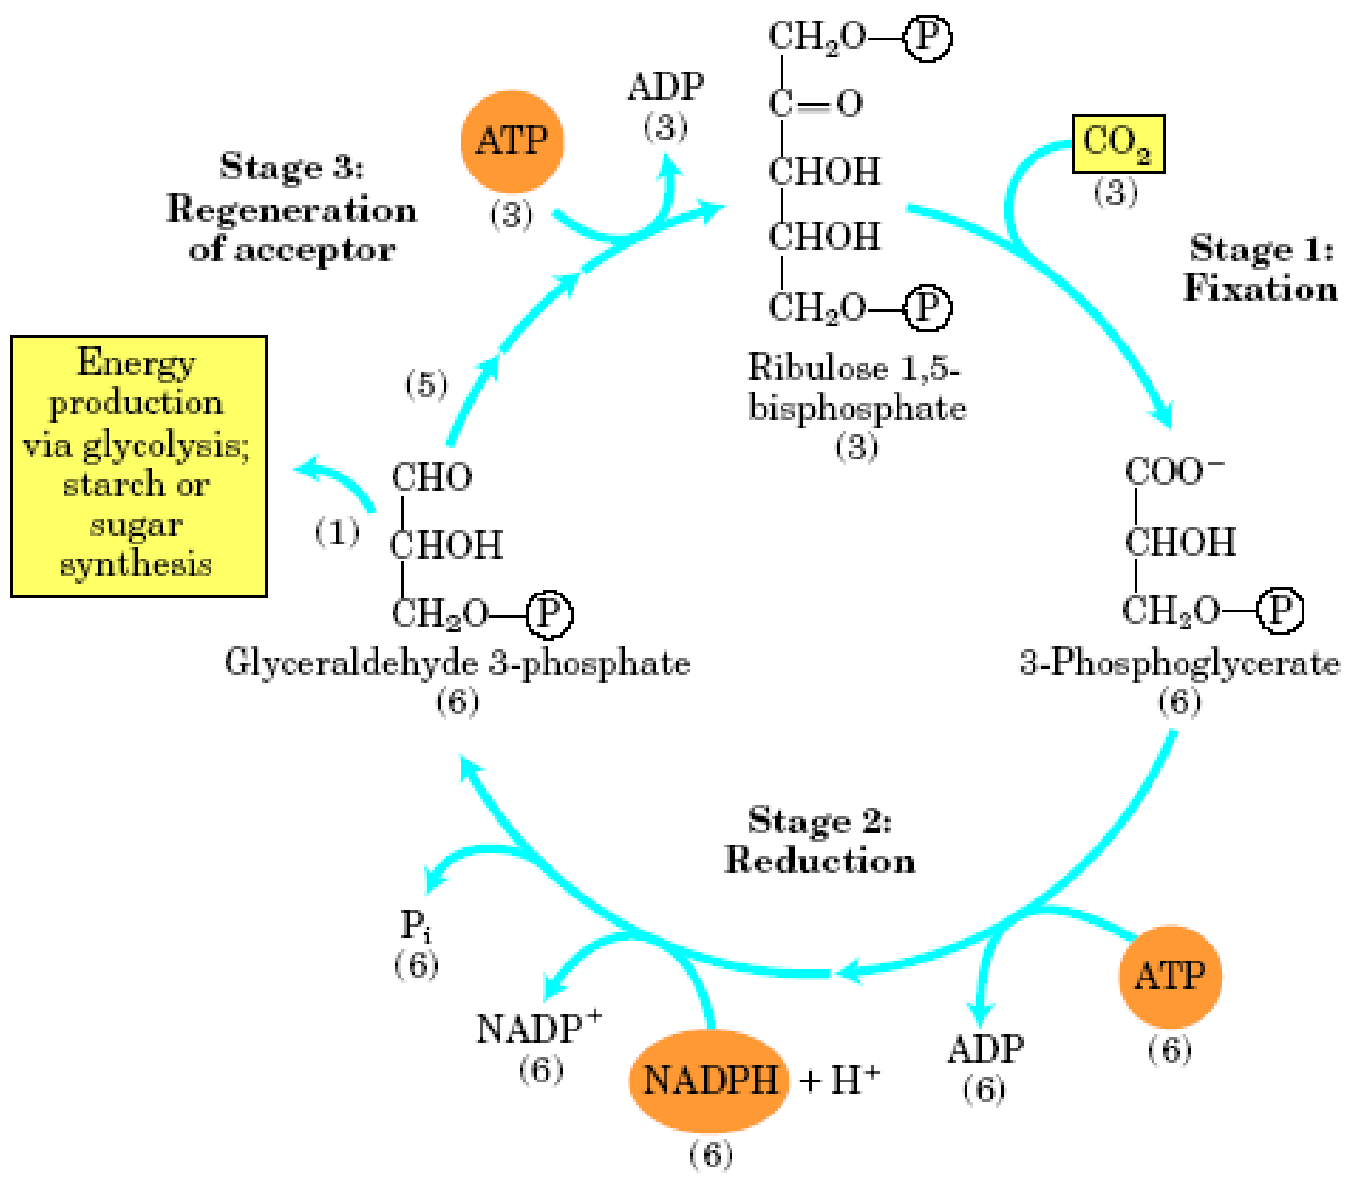 CH₂O—P
C=O
CHOH
CHOH
CH₂O—P
Ribulose 1,5-
bisphosphate
(3)
CO₂
(3)
Stage 1:
Fixation
COO⁻
CHOH
CH₂O—P
3-Phosphoglycerate
(6)
ATP
(6)
ADP
(6)
Stage 2:
Reduction
NADPH + H⁺
(6)
NADP⁺
(6)
Pᵢ
(6)
CHO
CHOH
CH₂O—P
Glyceraldehyde 3-phosphate
(6)
(1)
Energy
production
via glycolysis;
starch or
sugar
synthesis
(5)
Stage 3:
Regeneration
of acceptor
ATP
(3)
ADP
(3)